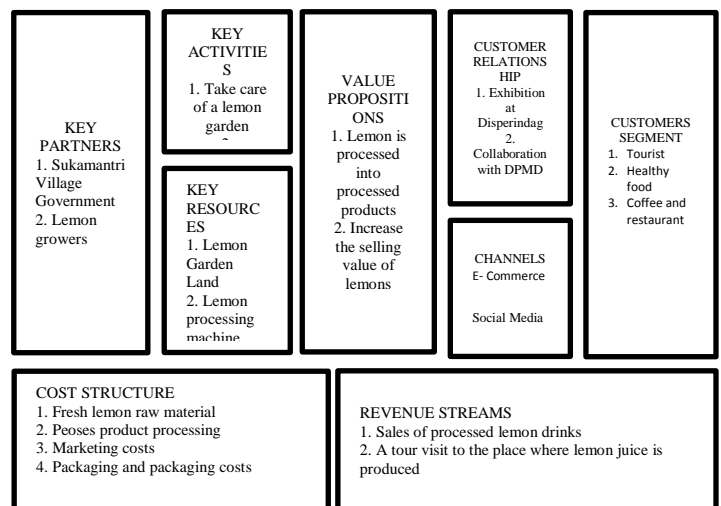 KEY
PARTNERS
1. Sukamantri
Village
Government
2. Lemon
growers
KEY
ACTIVITIE
S
1. Take care
of a lemon
garden
KEY
RESOURC
ES
1. Lemon
Garden
Land
2. Lemon
processing
machine
VALUE
PROPOSITI
ONS
1. Lemon is
processed
into
processed
products
2. Increase
the selling
value of
lemons
CUSTOMER
RELATIONS
HIP
1. Exhibition
at
Disperindag
2.
Collaboration
with DPMD
CHANNELS
E- Commerce
Social Media
CUSTOMERS
SEGMENT
1. Tourist
2. Healthy
food
3. Coffee and
restaurant
COST STRUCTURE
1. Fresh lemon raw material
2. Peoses product processing
3. Marketing costs
4. Packaging and packaging costs
REVENUE STREAMS
1. Sales of processed lemon drinks
2. A tour visit to the place where lemon juice is
produced